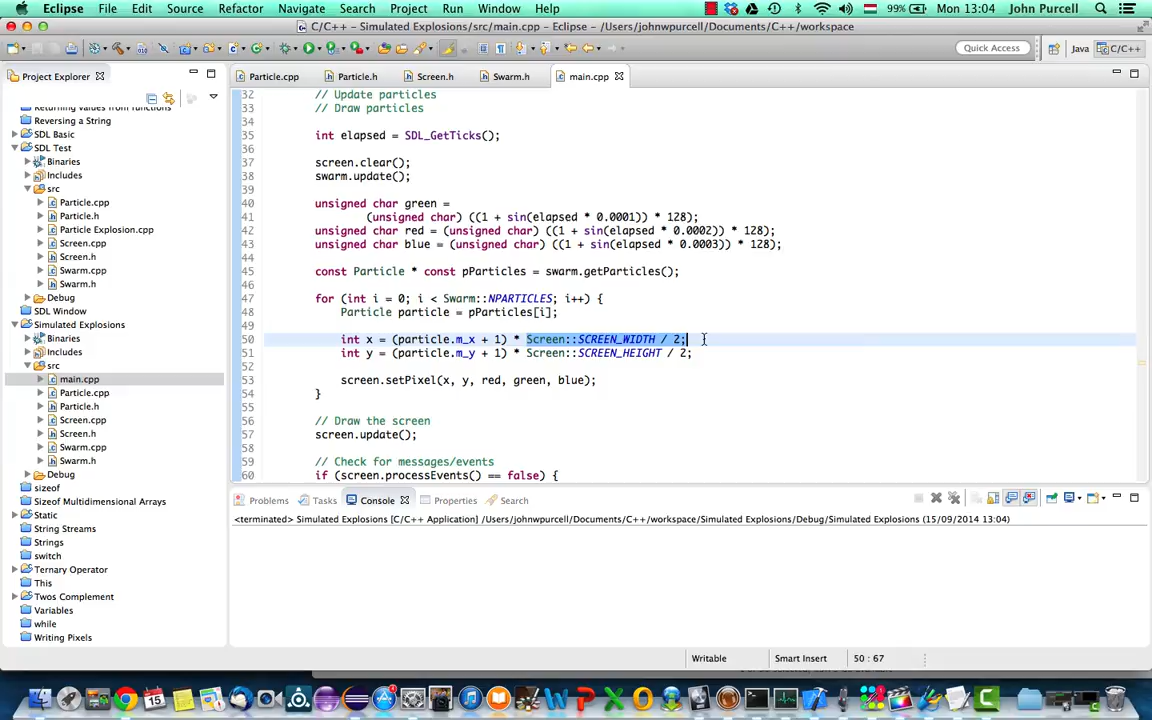 Eclipse File Edit Source Refactor Navigate Search Project Run Window Help 99% Mon 13:04 John Purcell
C/C++ - Simulated Explosions/src/main.cpp - Eclipse - /Users/johnwpurcell/Documents/C++/workspace
Quick Access Java C/C++
Project Explorer
Particle.cpp Particle.h Screen.h Swarm.h main.cpp
Returning values from functions
Reversing a String
SDL Basic
SDL Test
Binaries
Includes
src
Particle.cpp
Particle.h
Particle Explosion.cpp
Screen.cpp
Screen.h
Swarm.cpp
Swarm.h
Debug
SDL Window
Simulated Explosions
Binaries
Includes
src
main.cpp
Particle.cpp
Particle.h
Screen.cpp
Screen.h
Swarm.cpp
Swarm.h
Debug
sizeof
Sizeof Multidimensional Arrays
Static
String Streams
Strings
switch
Ternary Operator
This
Twos Complement
Variables
while
Writing Pixels
32 // Update particles
33 // Draw particles
34
35 int elapsed = SDL_GetTicks();
36
37 screen.clear();
38 swarm.update();
39
40 unsigned char green =
41 (unsigned char) ((1 + sin(elapsed * 0.0001)) * 128);
42 unsigned char red = (unsigned char) ((1 + sin(elapsed * 0.0002)) * 128);
43 unsigned char blue = (unsigned char) ((1 + sin(elapsed * 0.0003)) * 128);
44
45 const Particle * const pParticles = swarm.getParticles();
46
47 for (int i = 0; i < Swarm::NPARTICLES; i++) {
48 Particle particle = pParticles[i];
49
50 int x = (particle.m_x + 1) * Screen::SCREEN_WIDTH / 2;
51 int y = (particle.m_y + 1) * Screen::SCREEN_HEIGHT / 2;
52
53 screen.setPixel(x, y, red, green, blue);
54 }
55
56 // Draw the screen
57 screen.update();
58
59 // Check for messages/events
60 if (screen.processEvents() == false) {
Problems Tasks Console Properties Search
<terminated> Simulated Explosions [C/C++ Application] /Users/johnwpurcell/Documents/C++/workspace/Simulated Explosions/Debug/Simulated Explosions (15/09/2014 13:04)
Writable Smart Insert 50 : 67